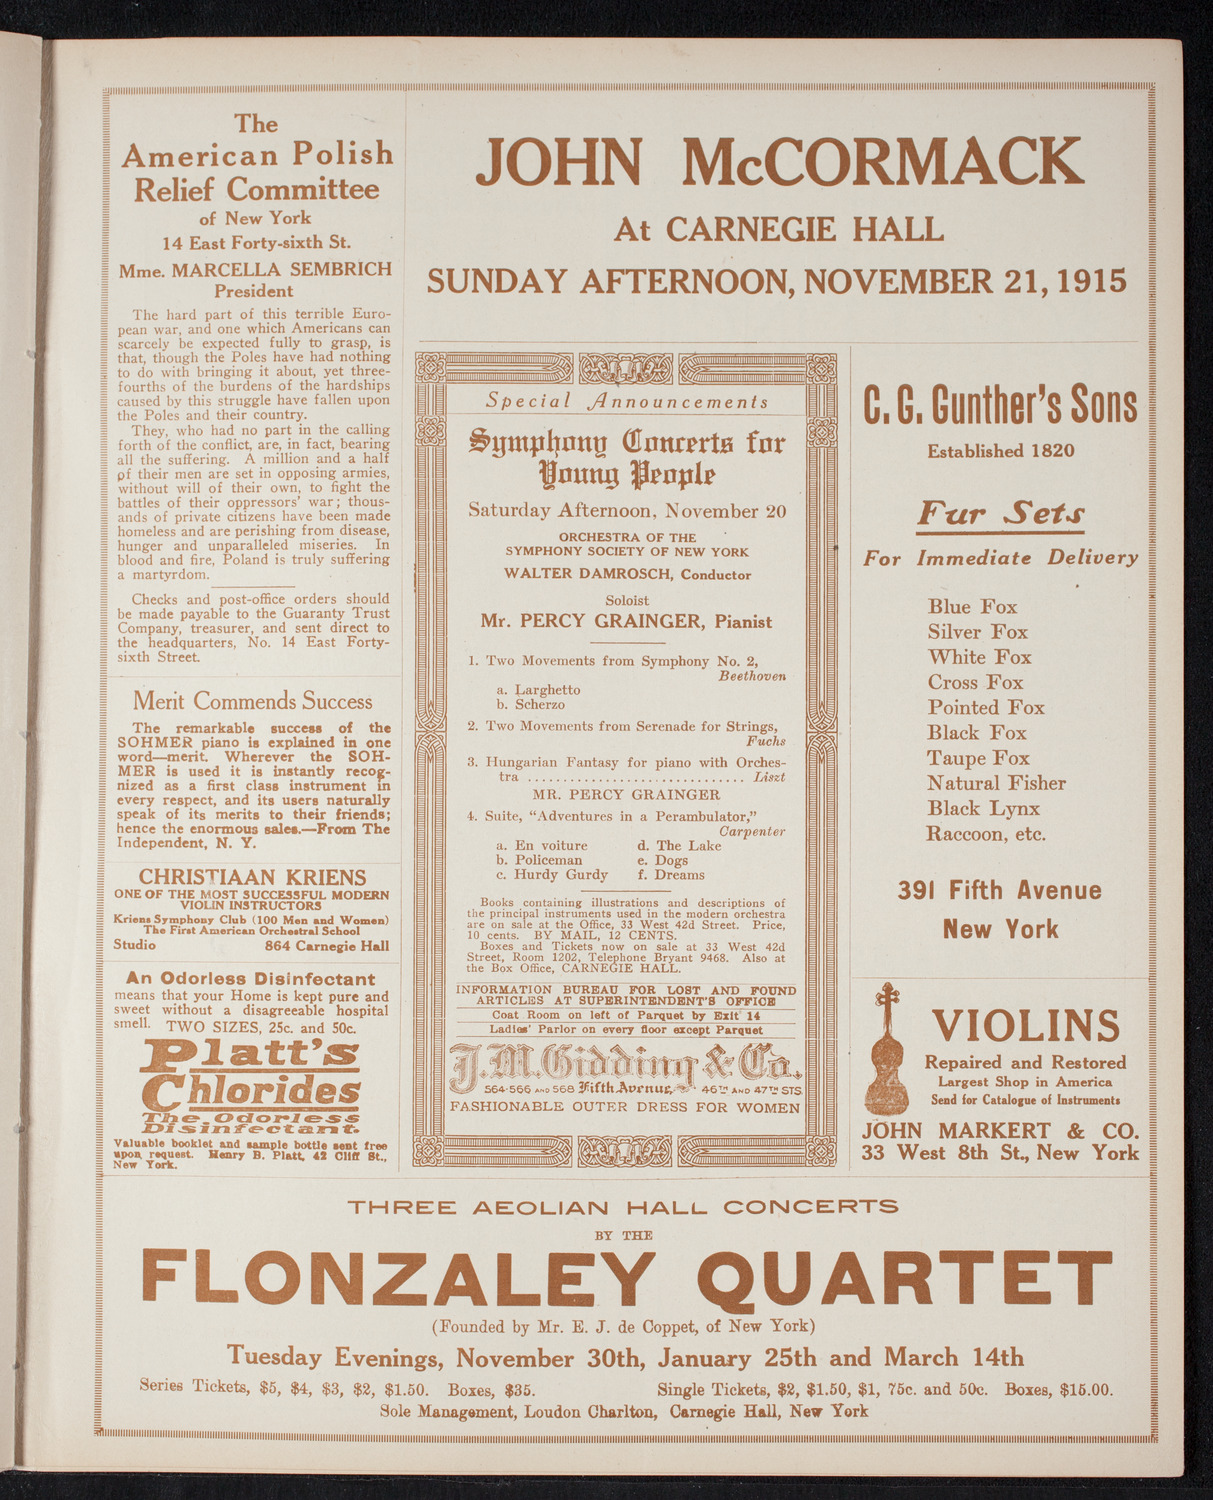 The
American Polish
Relief Committee
of New York
14 East Forty-sixth St.
Mme. MARCELLA SEMBRICH
President
The hard part of this terrible Euro-
pean war, and one which Americans can
scarcely be expected fully to grasp, is
that, though the Poles have had nothing
to do with bringing it about, yet three-
fourths of the burdens of the hardships
caused by this struggle have fallen upon
the Poles and their country.
They, who had no part in the calling
forth of the conflict, are, in fact, bearing
all the suffering. A million and a half
of their men are set in opposing armies,
without will of their own, to fight the
battles of their oppressors' war; thous-
ands of private citizens have been made
homeless and are perishing from disease,
hunger and unparalleled miseries. In
blood and fire, Poland is truly suffering
a martyrdom.
Checks and post-office orders should
be made payable to the Guaranty Trust
Company, treasurer, and sent direct to
the headquarters, No. 14 East Forty-
sixth Street.
Merit Commends Success
The remarkable success of the
SOHMER piano is explained in one
word—merit. Wherever the SOH-
MER is used it is instantly recog-
nized as a first class instrument in
every respect, and its users naturally
speak of its merits to their friends;
hence the enormous sales.—From The
Independent, N. Y.
CHRISTIAAN KRIENS
ONE OF THE MOST SUCCESSFUL MODERN
VIOLIN INSTRUCTORS
Kriens Symphony Club (100 Men and Women)
The First American Orchestral School
Studio 864 Carnegie Hall
An Odorless Disinfectant
means that your Home is kept pure and
sweet without a disagreeable hospital
smell. TWO SIZES, 25c. and 50c.
Platt's
Chlorides
The Odorless
Disinfectant.
Valuable booklet and sample bottle sent free
upon request. Henry B. Platt, 42 Cliff St.,
New York.
JOHN McCORMACK
At CARNEGIE HALL
SUNDAY AFTERNOON, NOVEMBER 21, 1915
Special Announcements
Symphony Concerts for
Young People
Saturday Afternoon, November 20
ORCHESTRA OF THE
SYMPHONY SOCIETY OF NEW YORK
WALTER DAMROSCH, Conductor
Soloist
Mr. PERCY GRAINGER, Pianist
1. Two Movements from Symphony No. 2,
Beethoven
a. Larghetto
b. Scherzo
2. Two Movements from Serenade for Strings,
Fuchs
3. Hungarian Fantasy for piano with Orches-
tra ............................ Liszt
MR. PERCY GRAINGER
4. Suite, "Adventures in a Perambulator,"
Carpenter
a. En voiture d. The Lake
b. Policeman e. Dogs
c. Hurdy Gurdy f. Dreams
Books containing illustrations and descriptions of
the principal instruments used in the modern orchestra
are on sale at the Office, 33 West 42d Street. Price,
10 cents. BY MAIL, 12 CENTS.
Boxes and Tickets now on sale at 33 West 42d
Street, Room 1202, Telephone Bryant 9468. Also at
the Box Office, CARNEGIE HALL.
INFORMATION BUREAU FOR LOST AND FOUND
ARTICLES AT SUPERINTENDENT'S OFFICE
Coat Room on left of Parquet by Exit 14
Ladies' Parlor on every floor except Parquet
J. M. Gidding & Co.
564-566 AND 568 Fifth Avenue 46TH AND 47TH STS.
FASHIONABLE OUTER DRESS FOR WOMEN
C. G. Gunther's Sons
Established 1820
Fur Sets
For Immediate Delivery
Blue Fox
Silver Fox
White Fox
Cross Fox
Pointed Fox
Black Fox
Taupe Fox
Natural Fisher
Black Lynx
Raccoon, etc.
391 Fifth Avenue
New York
VIOLINS
Repaired and Restored
Largest Shop in America
Send for Catalogue of Instruments
JOHN MARKERT & CO.
33 West 8th St., New York
THREE AEOLIAN HALL CONCERTS
BY THE
FLONZALEY QUARTET
(Founded by Mr. E. J. de Coppet, of New York)
Tuesday Evenings, November 30th, January 25th and March 14th
Series Tickets, $5, $4, $3, $2, $1.50. Boxes, $35. Single Tickets, $2, $1.50, $1, 75c. and 50c. Boxes, $15.00.
Sole Management, Loudon Charlton, Carnegie Hall, New York